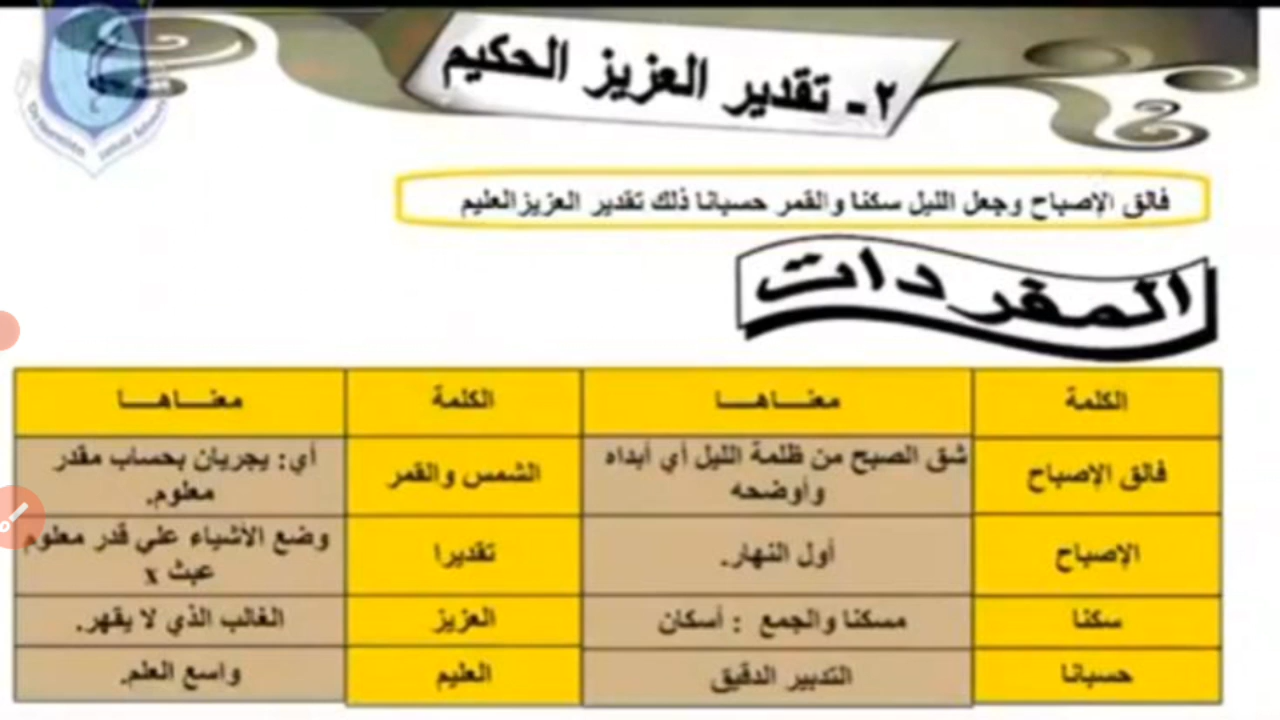 ٢- تقدير العزيز الحكيم
فالق الإصباح وجعل الليل سكنا والقمر حسبانا ذلك تقدير العزيز العليم
المفردات
الكلمة معنـــاهـــا الكلمة معنـــاهـــا
فالق الإصباح شق الصبح من ظلمة الليل أي أبداه وأوضحه الشمس والقمر أي: يجريان بحساب مقدر معلوم.
الإصباح أول النهار. تقديرا وضع الأشياء علي قدر معلوم عبث x
سكنا مسكنا والجمع : أسكان العزيز الغالب الذي لا يقهر.
حسبانا التدبير الدقيق العليم واسع العلم.